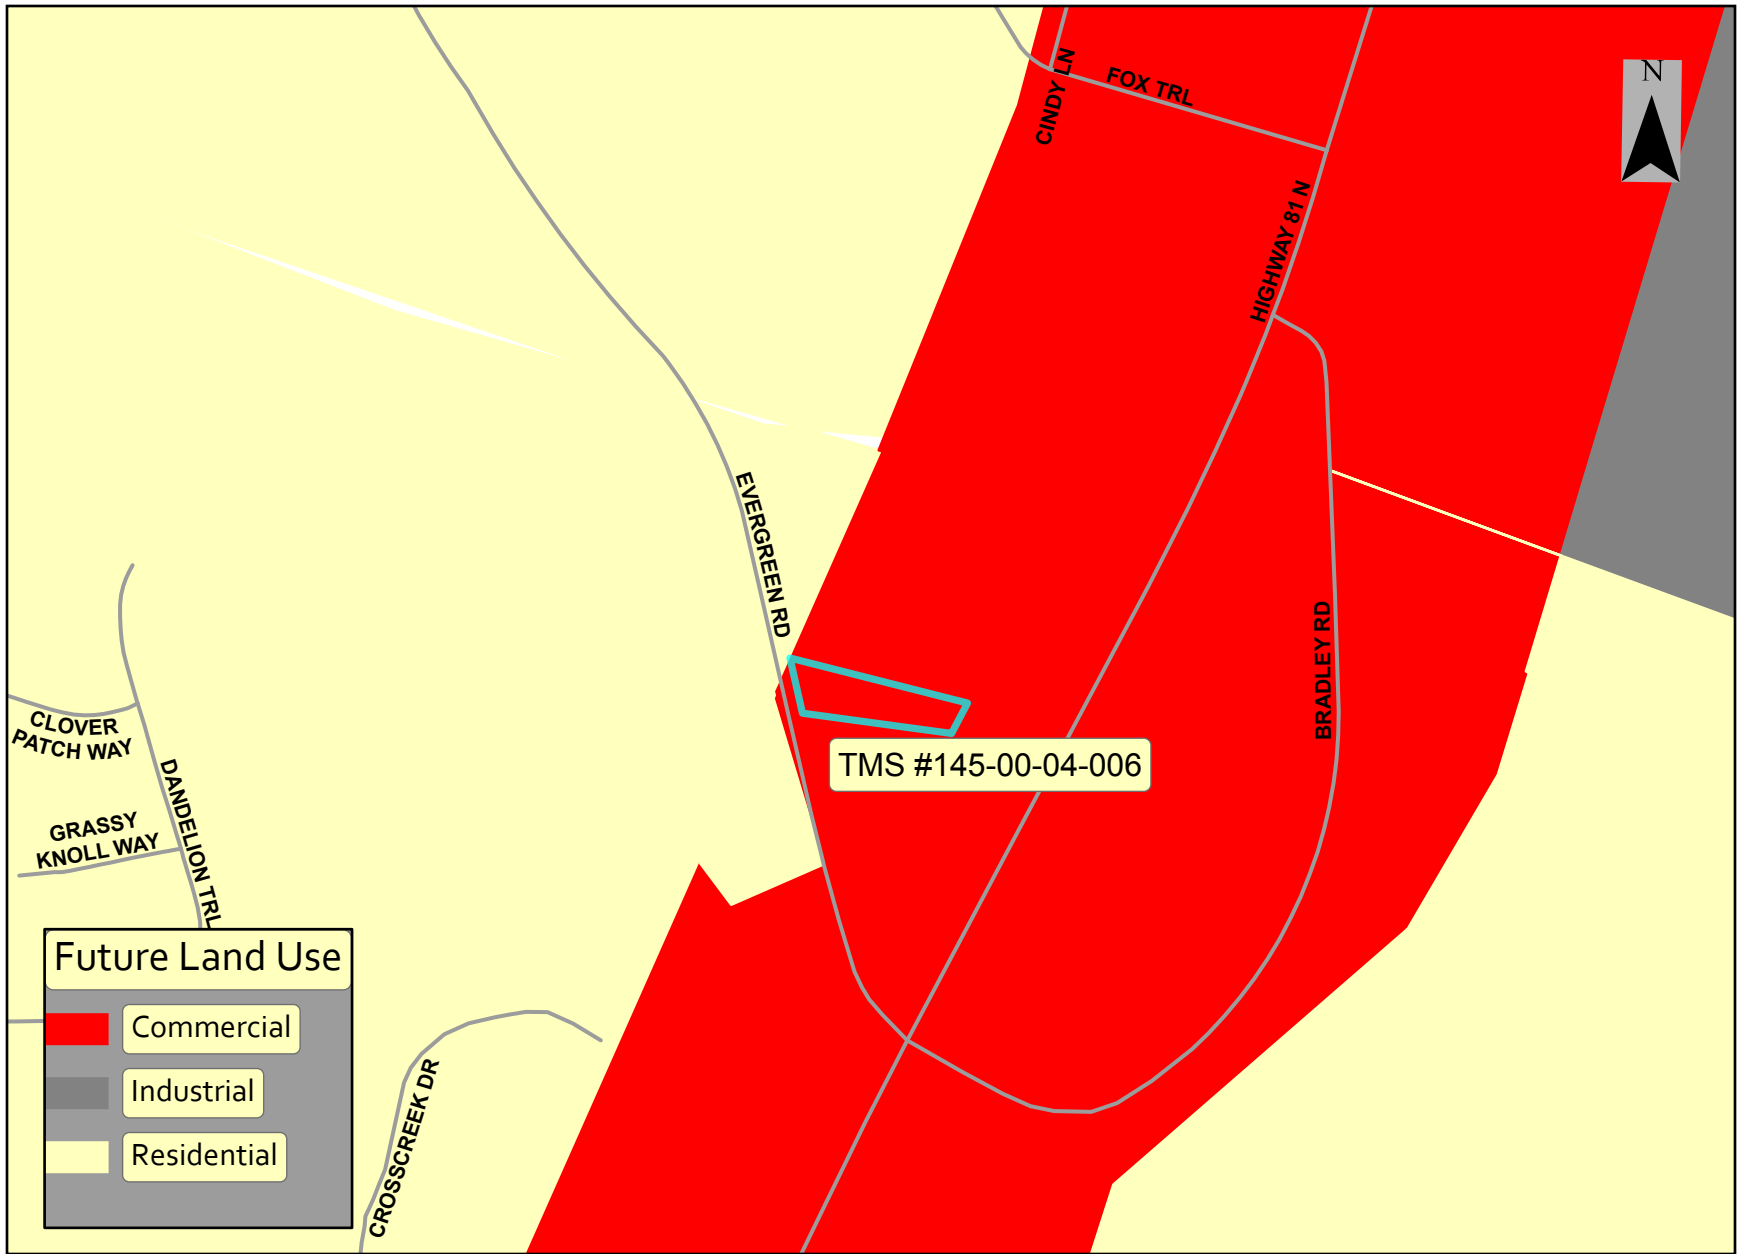 N
CINDY LN
FOX TRL
HIGHWAY 81 N
EVERGREEN RD
BRADLEY RD
TMS #145-00-04-006
CLOVER
PATCH WAY
DANDELION TRL
GRASSY
KNOLL WAY
CROSSCREEK DR
Future Land Use
Commercial
Industrial
Residential